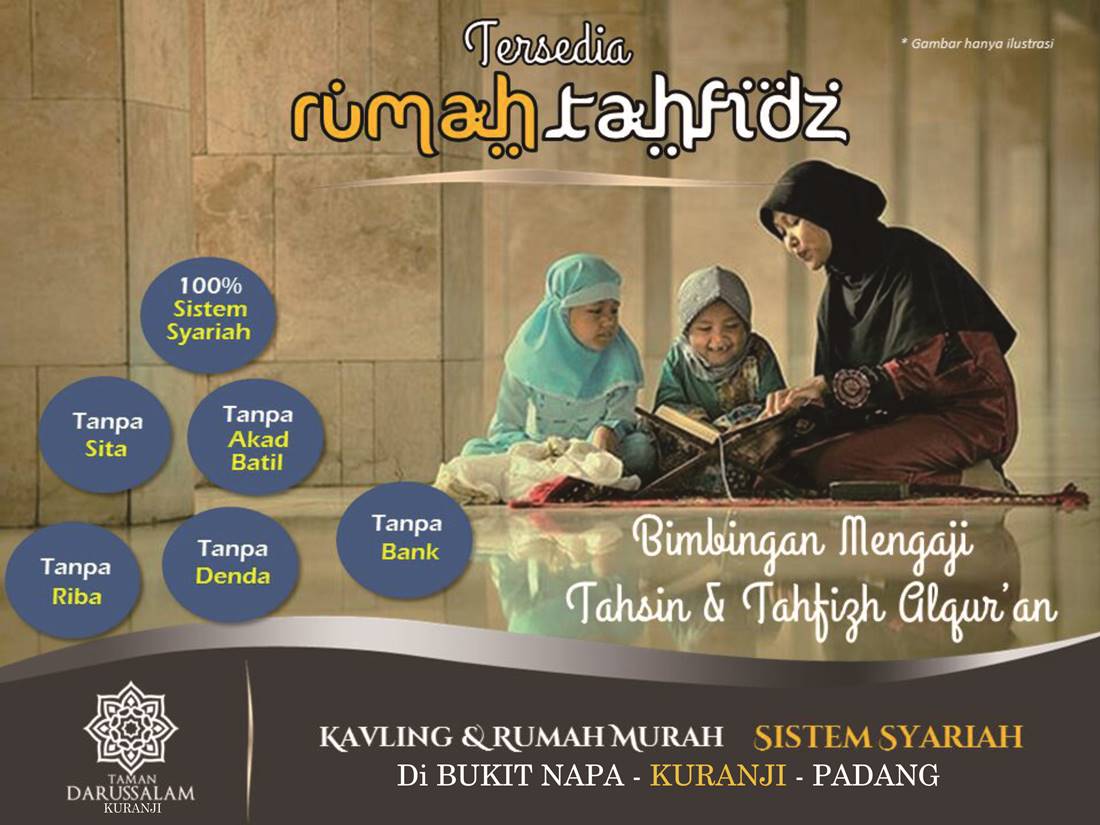 Tersedia
rumah tahfidz
* Gambar hanya ilustrasi
100%
Sistem
Syariah
Tanpa
Sita
Tanpa
Akad
Batil
Tanpa
Riba
Tanpa
Denda
Tanpa
Bank
Bimbingan Mengaji
Tahsin & Tahfizh Alqur'an
TAMAN
DARUSSALAM
KURANJI
KAVLING & RUMAH MURAH SISTEM SYARIAH
Di BUKIT NAPA - KURANJI - PADANG